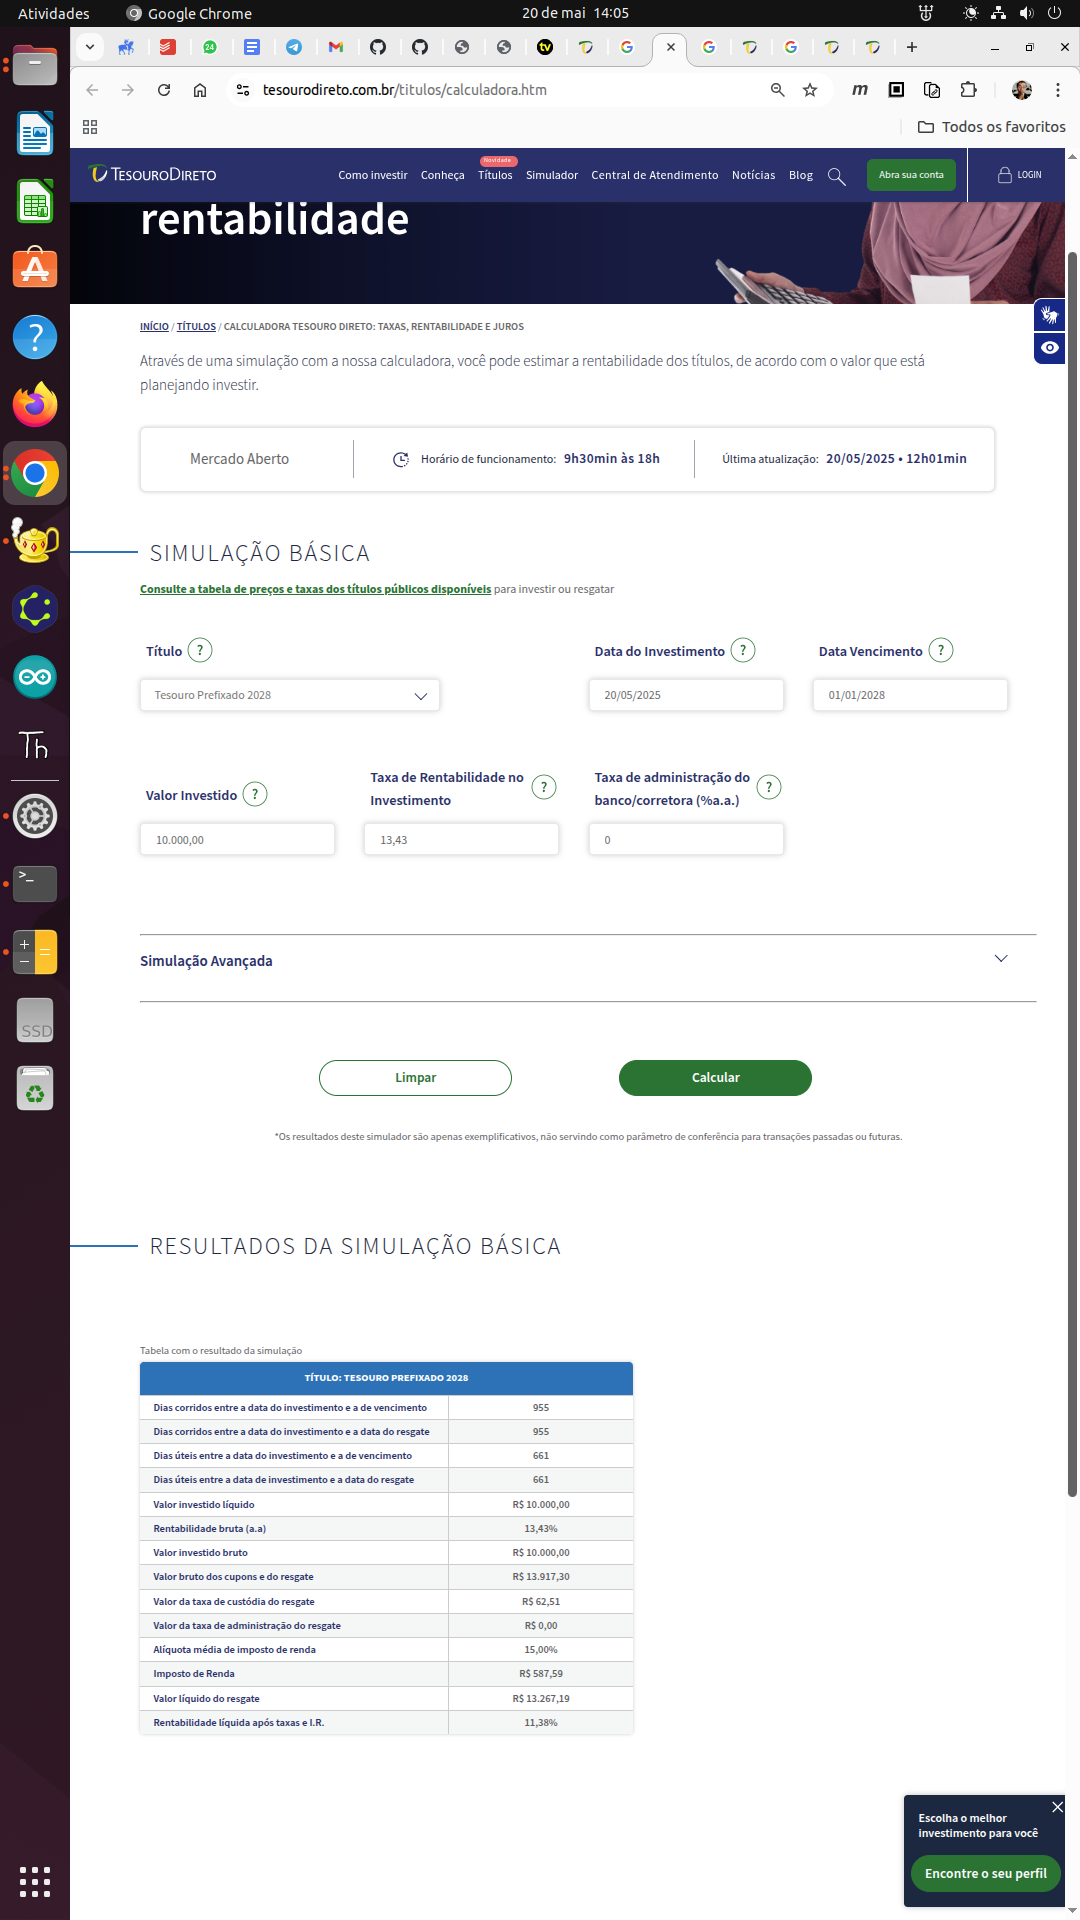 Atividades
Google Chrome
20 de mai 14:05
24
tv
tesourodireto.com.br/titulos/calculadora.htm
m
Todos os favoritos
TESOURODIRETO
Como investir
Conheça
Novidade
Títulos
Simulador
Central de Atendimento
Notícias
Blog
Abra sua conta
LOGIN
rentabilidade
INÍCIO / TÍTULOS / CALCULADORA TESOURO DIRETO: TAXAS, RENTABILIDADE E JUROS
Através de uma simulação com a nossa calculadora, você pode estimar a rentabilidade dos títulos, de acordo com o valor que está
planejando investir.
Mercado Aberto
Horário de funcionamento: 9h30min às 18h
Última atualização: 20/05/2025 • 12h01min
SIMULAÇÃO BÁSICA
Consulte a tabela de preços e taxas dos títulos públicos disponíveis para investir ou resgatar
Título ?
Data do Investimento ?
Data Vencimento ?
Tesouro Prefixado 2028
20/05/2025
01/01/2028
Valor Investido ?
Taxa de Rentabilidade no
Investimento ?
Taxa de administração do
banco/corretora (%a.a.) ?
10.000,00
13,43
0
Simulação Avançada
Limpar
Calcular
*Os resultados deste simulador são apenas exemplificativos, não servindo como parâmetro de conferência para transações passadas ou futuras.
RESULTADOS DA SIMULAÇÃO BÁSICA
Tabela com o resultado da simulação
TÍTULO: TESOURO PREFIXADO 2028
Dias corridos entre a data do investimento e a de vencimento 955
Dias corridos entre a data do investimento e a data do resgate 955
Dias úteis entre a data do investimento e a de vencimento 661
Dias úteis entre a data de investimento e a data do resgate 661
Valor investido líquido R$ 10.000,00
Rentabilidade bruta (a.a) 13,43%
Valor investido bruto R$ 10.000,00
Valor bruto dos cupons e do resgate R$ 13.917,30
Valor da taxa de custódia do resgate R$ 62,51
Valor da taxa de administração do resgate R$ 0,00
Alíquota média de imposto de renda 15,00%
Imposto de Renda R$ 587,59
Valor líquido do resgate R$ 13.267,19
Rentabilidade líquida após taxas e I.R. 11,38%
Escolha o melhor
investimento para você
Encontre o seu perfil
?
Th
>_
SSD